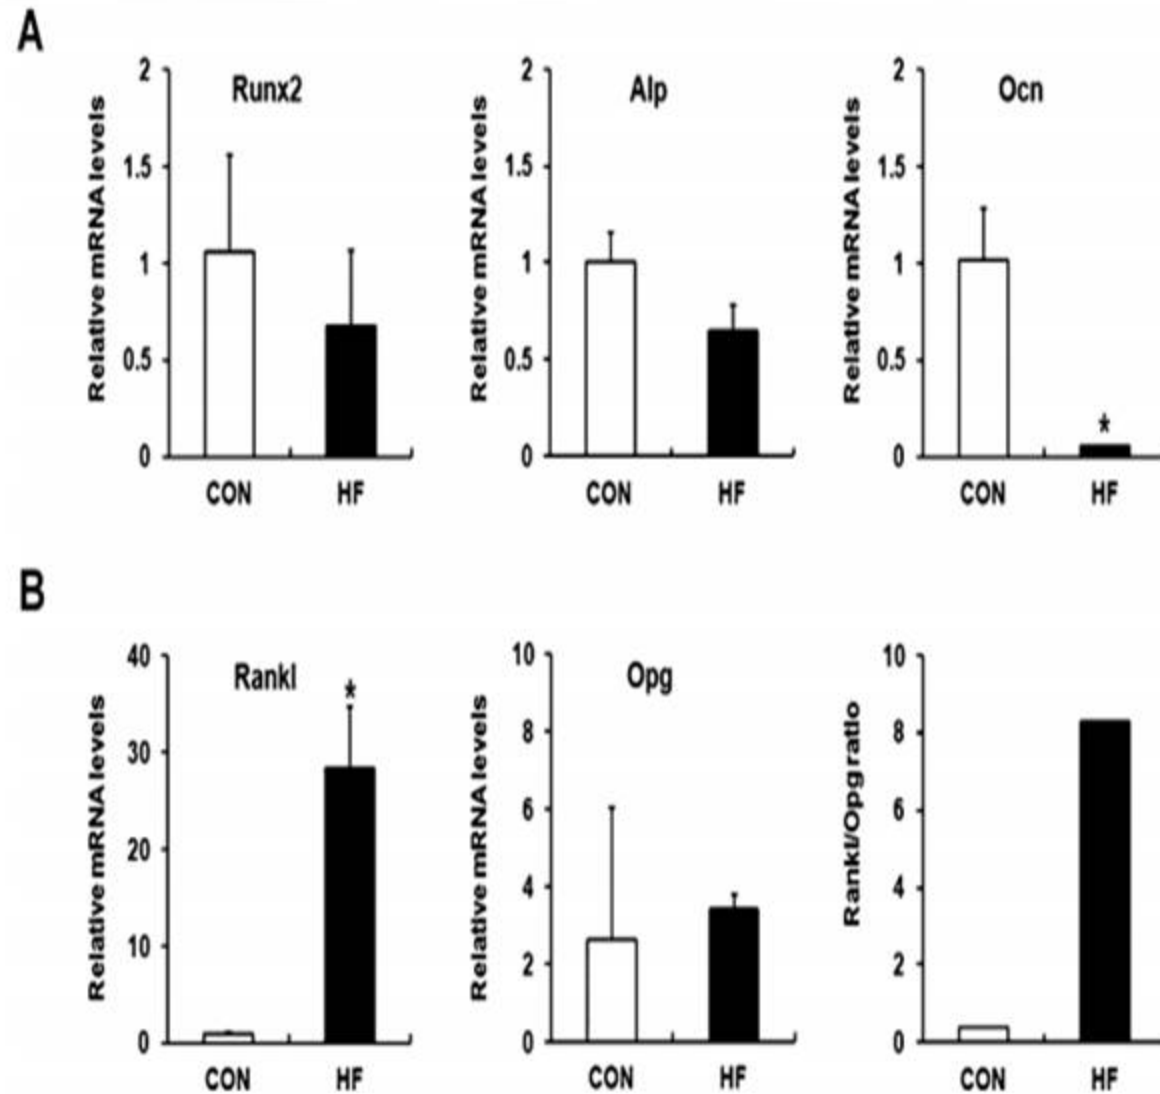 A
Runx2
Relative mRNA levels
2
1.5
1
0.5
0
CON HF
Alp
Relative mRNA levels
2
1.5
1
0.5
0
CON HF
Ocn
Relative mRNA levels
2
1.5
1
0.5
0
*
CON HF
B
Rankl
Relative mRNA levels
40
30
20
10
0
*
CON HF
Opg
Relative mRNA levels
10
8
6
4
2
0
CON HF
Rankl/Opg ratio
10
8
6
4
2
0
CON HF